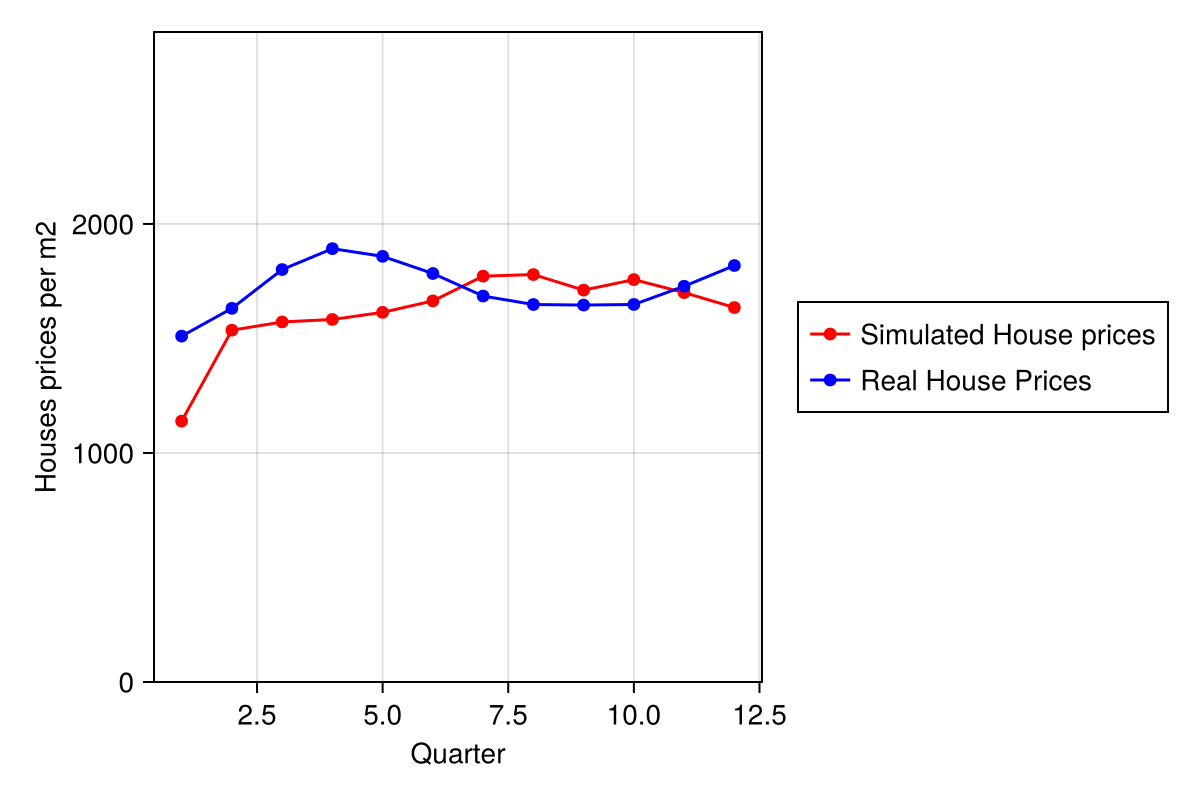 Houses prices per m2
2000
1000
0
2.5 5.0 7.5 10.0 12.5
Quarter
Simulated House prices
Real House Prices